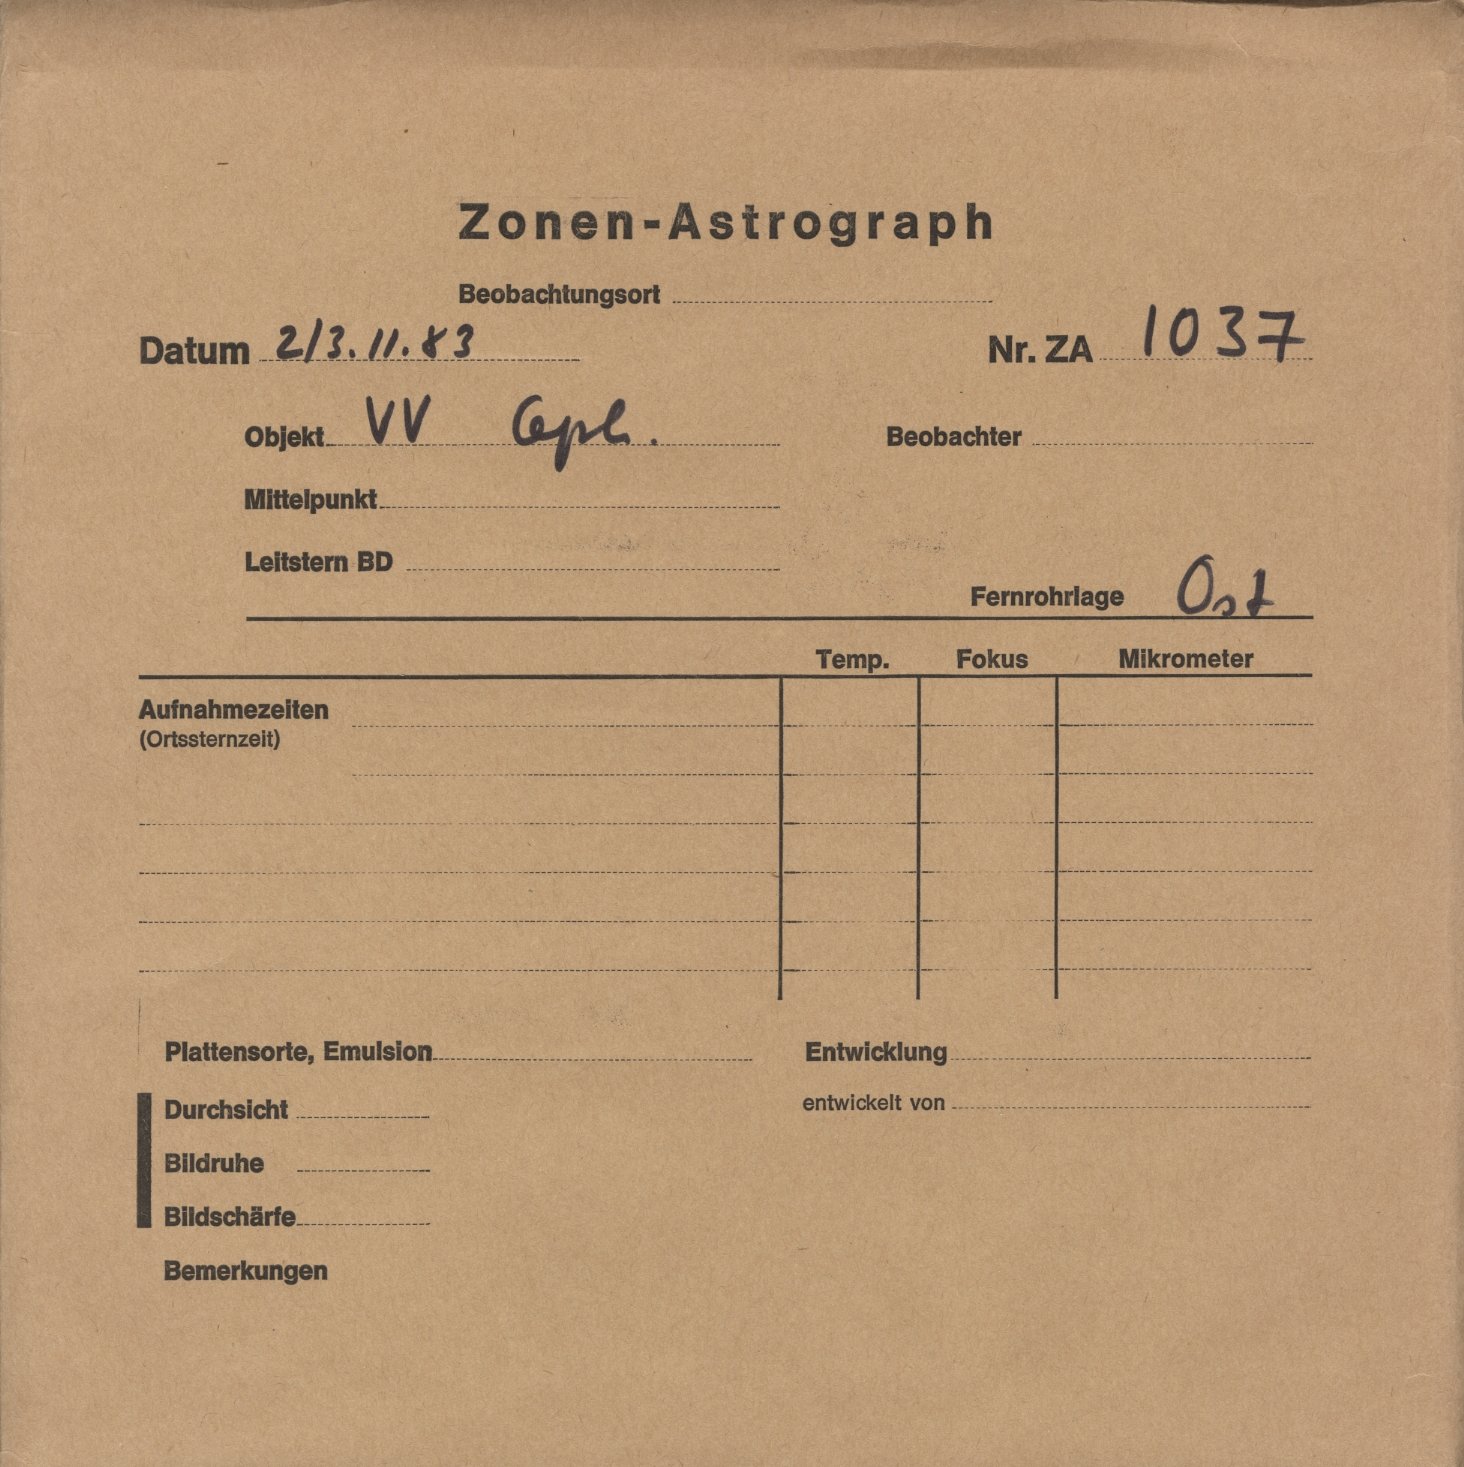 Zonen-Astrograph
Beobachtungsort
Datum 2/3.11.83
Nr. ZA 1037
Objekt VV Ceph.
Beobachter
Mittelpunkt
Leitstern BD
Fernrohrlage Ost
Temp. Fokus Mikrometer
Aufnahmezeiten
(Ortssternzeit)
Plattensorte, Emulsion
Entwicklung
Durchsicht
entwickelt von
Bildruhe
Bildschärfe
Bemerkungen